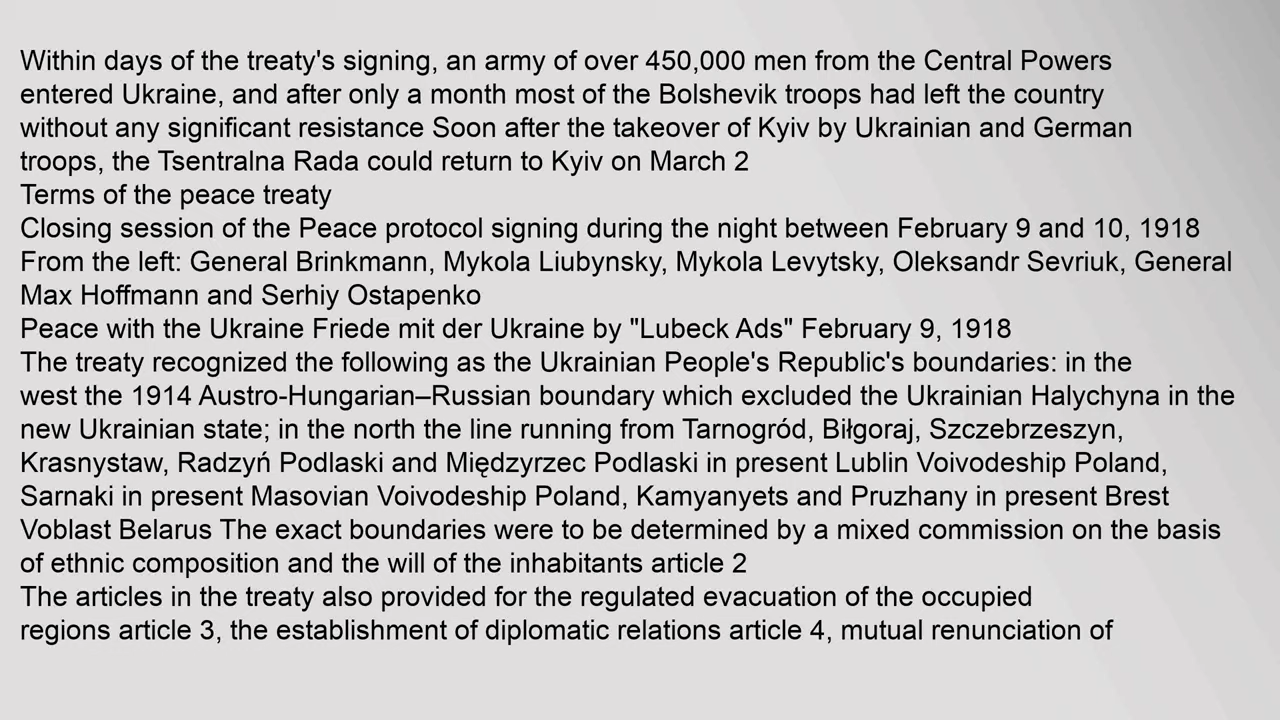 Within days of the treaty's signing, an army of over 450,000 men from the Central Powers
entered Ukraine, and after only a month most of the Bolshevik troops had left the country
without any significant resistance Soon after the takeover of Kyiv by Ukrainian and German
troops, the Tsentralna Rada could return to Kyiv on March 2
Terms of the peace treaty
Closing session of the Peace protocol signing during the night between February 9 and 10, 1918
From the left: General Brinkmann, Mykola Liubynsky, Mykola Levytsky, Oleksandr Sevriuk, General
Max Hoffmann and Serhiy Ostapenko
Peace with the Ukraine Friede mit der Ukraine by "Lubeck Ads" February 9, 1918
The treaty recognized the following as the Ukrainian People's Republic's boundaries: in the
west the 1914 Austro-Hungarian–Russian boundary which excluded the Ukrainian Halychyna in the
new Ukrainian state; in the north the line running from Tarnogród, Biłgoraj, Szczebrzeszyn,
Krasnystaw, Radzyń Podlaski and Międzyrzec Podlaski in present Lublin Voivodeship Poland,
Sarnaki in present Masovian Voivodeship Poland, Kamyanyets and Pruzhany in present Brest
Voblast Belarus The exact boundaries were to be determined by a mixed commission on the basis
of ethnic composition and the will of the inhabitants article 2
The articles in the treaty also provided for the regulated evacuation of the occupied
regions article 3, the establishment of diplomatic relations article 4, mutual renunciation of